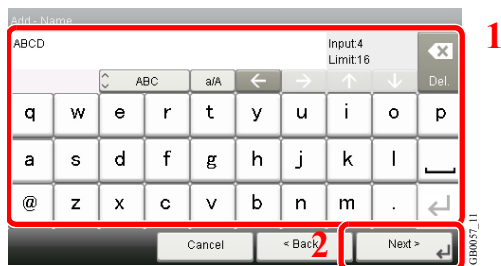 Add - Name
1
ABCD
Input:4
Limit:16
Del.
ABC a/A ← → ↑ ↓
q w e r t y u i o p
a s d f g h j k l
@ z x c v b n m .
2
Cancel < Back Next >
GB0057_11